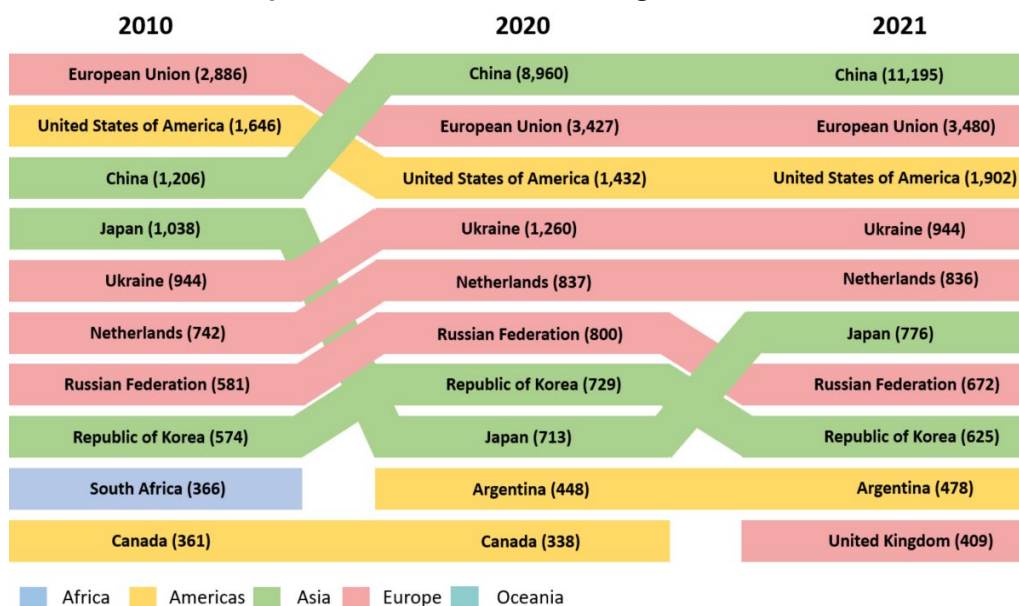 2010 2020 2021
European Union (2,886) China (8,960) China (11,195)
United States of America (1,646) European Union (3,427) European Union (3,480)
China (1,206) United States of America (1,432) United States of America (1,902)
Japan (1,038) Ukraine (1,260) Ukraine (944)
Ukraine (944) Netherlands (837) Netherlands (836)
Netherlands (742) Russian Federation (800) Japan (776)
Russian Federation (581) Republic of Korea (729) Russian Federation (672)
Republic of Korea (574) Japan (713) Republic of Korea (625)
South Africa (366) Argentina (448) Argentina (478)
Canada (361) Canada (338) United Kingdom (409)
Africa Americas Asia Europe Oceania